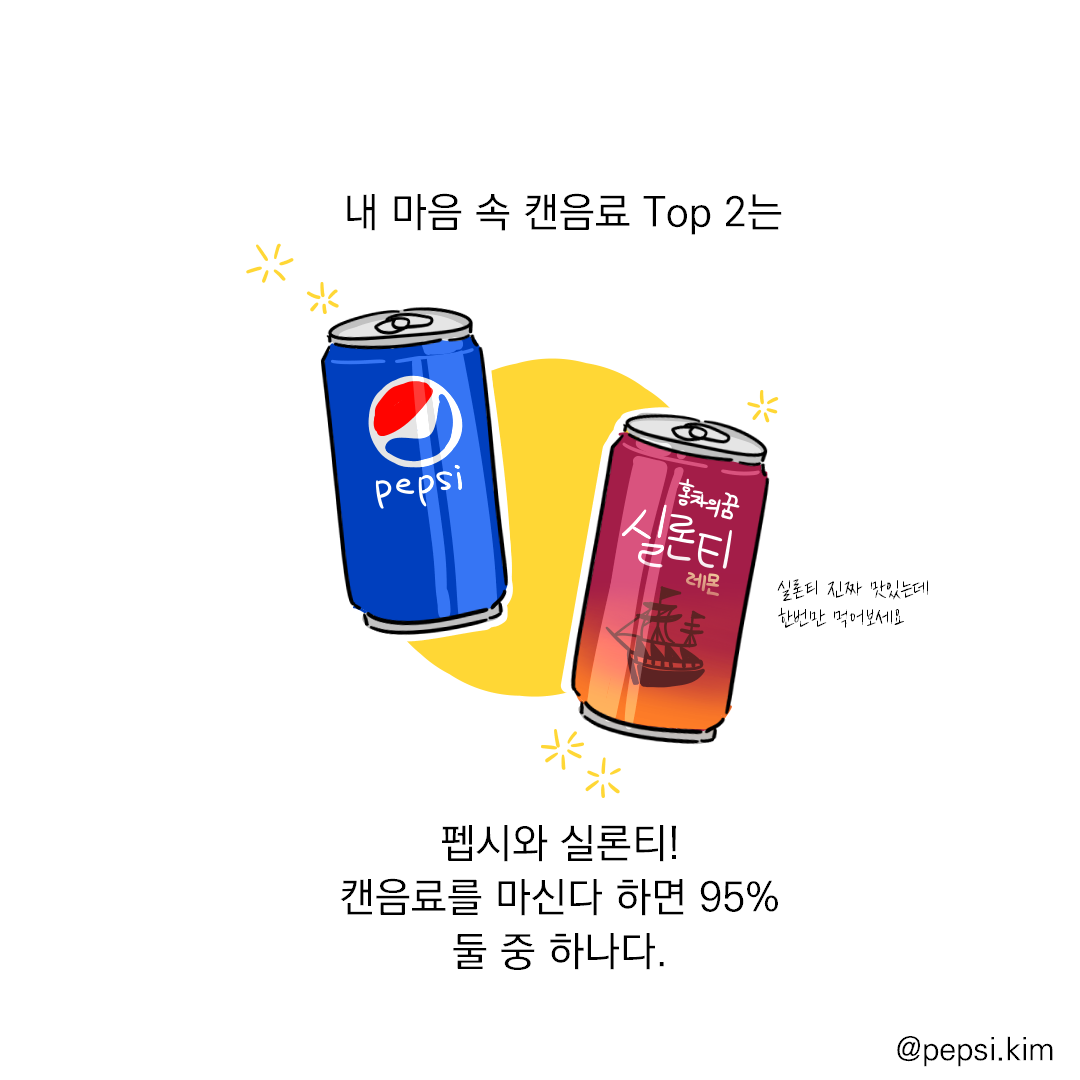 내 마음 속 캔음료 Top 2는
pepsi
홍차의꿈
실론티
레몬
실론티 진짜 맛있는데
한번만 먹어보세요
펩시와 실론티!
캔음료를 마신다 하면 95%
둘 중 하나다.
@pepsi.kim